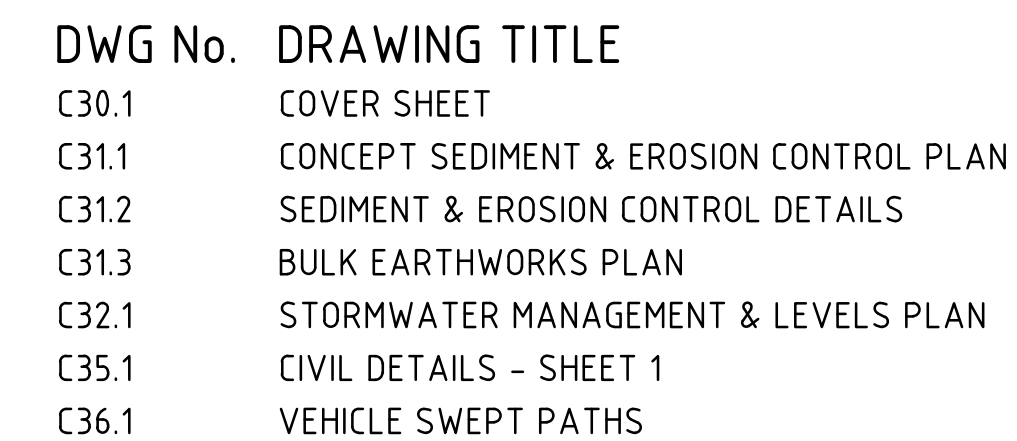 DWG No. DRAWING TITLE
C30.1 COVER SHEET
C31.1 CONCEPT SEDIMENT & EROSION CONTROL PLAN
C31.2 SEDIMENT & EROSION CONTROL DETAILS
C31.3 BULK EARTHWORKS PLAN
C32.1 STORMWATER MANAGEMENT & LEVELS PLAN
C35.1 CIVIL DETAILS - SHEET 1
C36.1 VEHICLE SWEPT PATHS